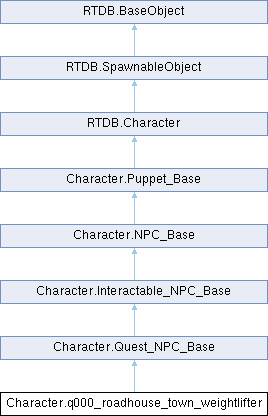 RTDB.BaseObject
RTDB.SpawnableObject
RTDB.Character
Character.Puppet_Base
Character.NPC_Base
Character.Interactable_NPC_Base
Character.Quest_NPC_Base
Character.q000_roadhouse_town_weightlifter